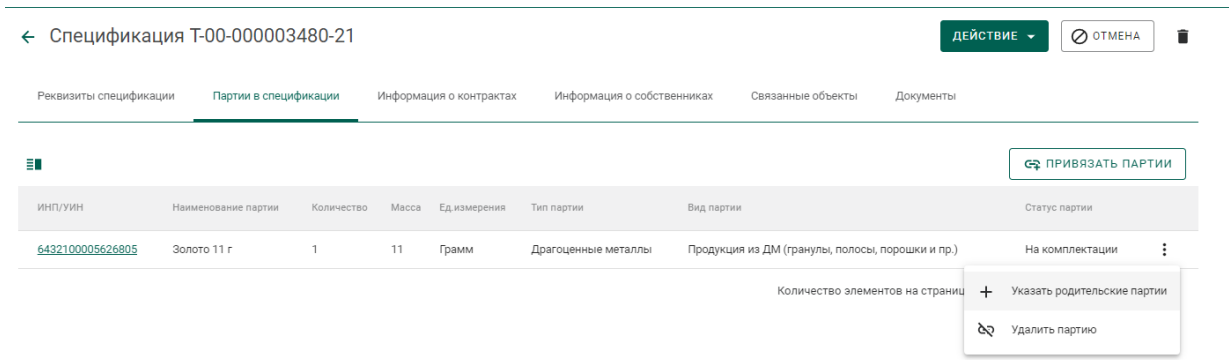 Спецификация Т-00-000003480-21
ДЕЙСТВИЕ
ОТМЕНА
Реквизиты спецификации Партии в спецификации Информация о контрактах Информация о собственниках Связанные объекты Документы
ПРИВЯЗАТЬ ПАРТИИ
ИНП/УИН Наименование партии Количество Масса Ед.измерения Тип партии Вид партии Статус партии
6432100005626805 Золото 11 г 1 11 Грамм Драгоценные металлы Продукция из ДМ (гранулы, полосы, порошки и пр.) На комплектации
Количество элементов на страниц
Указать родительские партии
Удалить партию